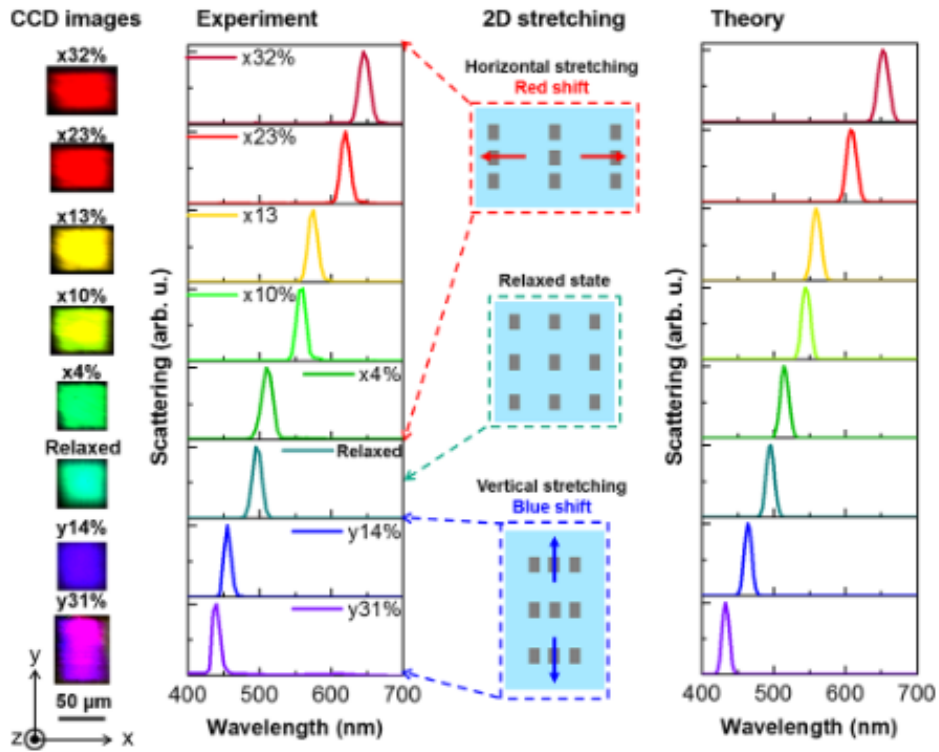 CCD images
x32%
x23%
x13%
x10%
x4%
Relaxed
y14%
y31%
y
z
x
50 µm
Experiment
x32%
x23%
x13
x10%
x4%
Relaxed
y14%
y31%
Scattering (arb. u.)
400 500 600 700
Wavelength (nm)
2D stretching
Horizontal stretching
Red shift
Relaxed state
Vertical stretching
Blue shift
Theory
Scattering (arb. u.)
400 500 600 700
Wavelength (nm)